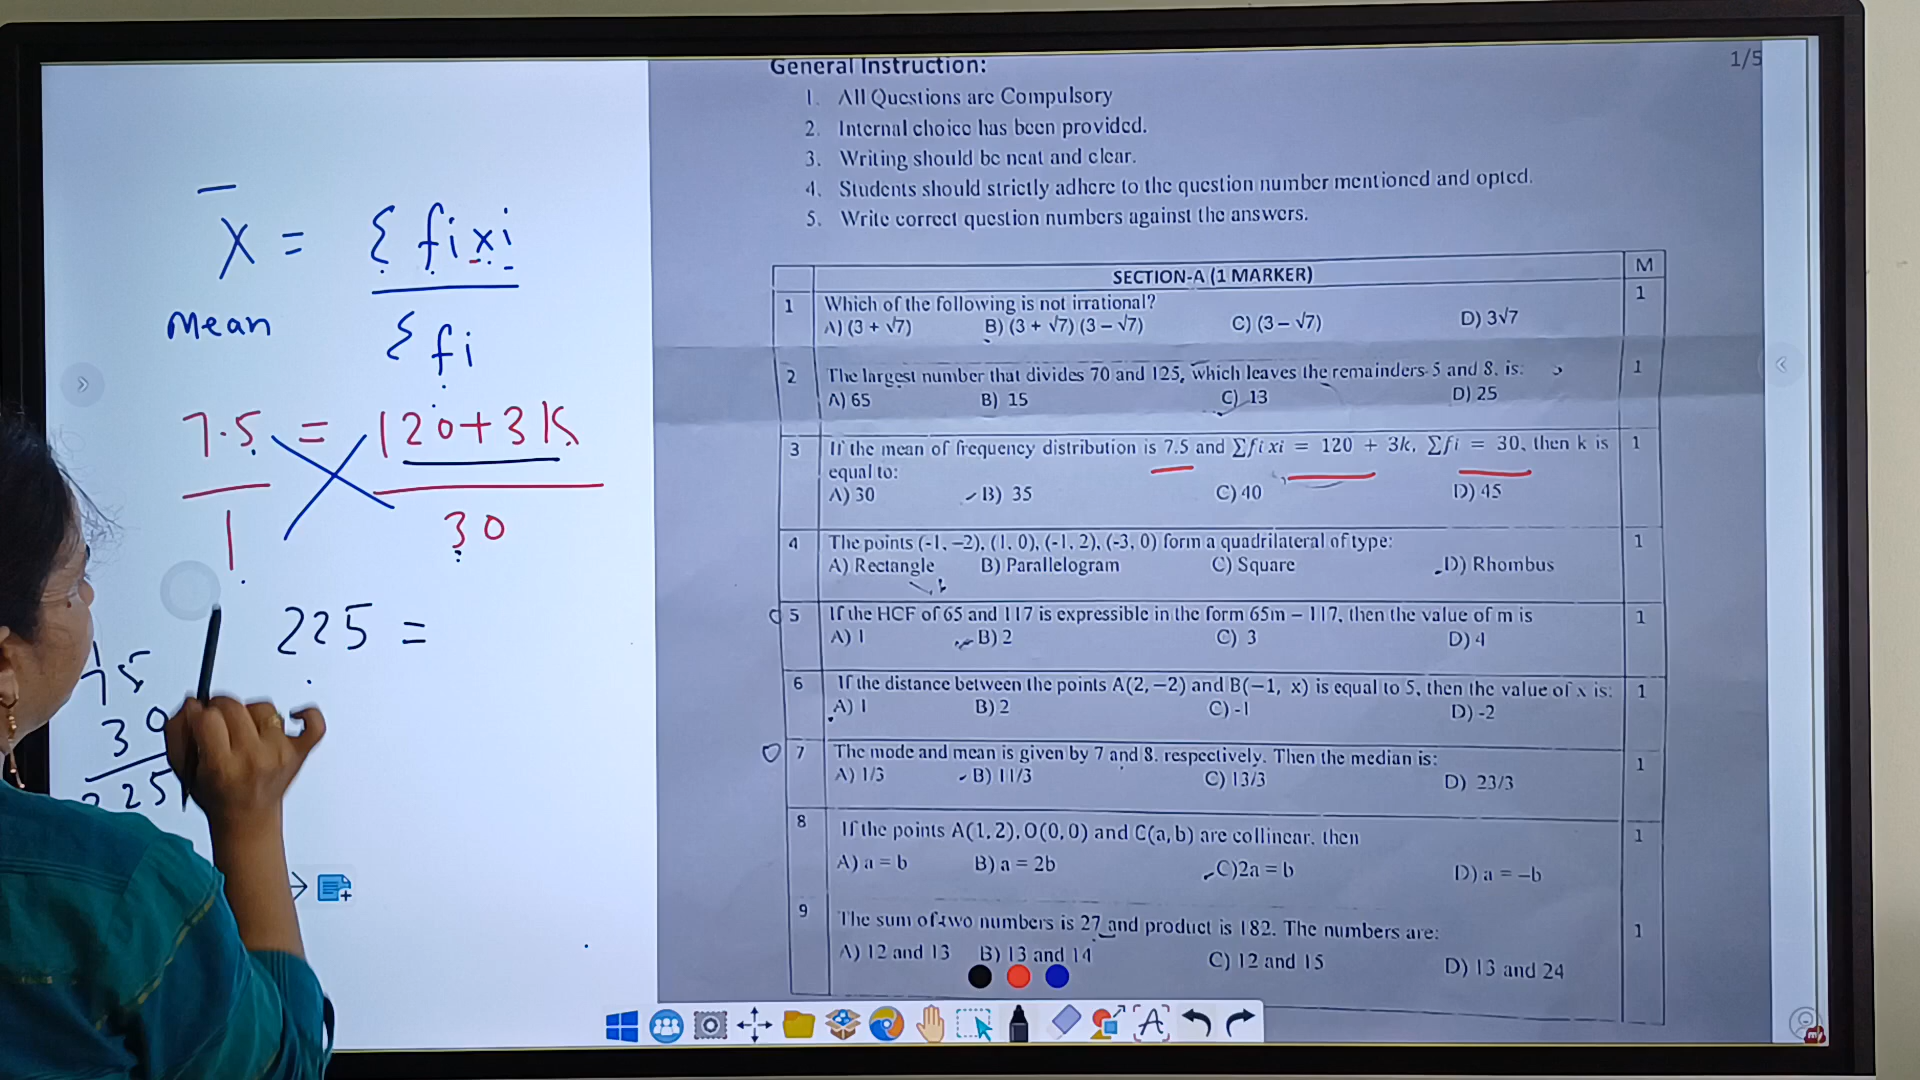 1/5
General Instruction:
1. All Questions are Compulsory
2. Internal choice has been provided.
3. Writing should be neat and clear.
4. Students should strictly adhere to the question number mentioned and opted.
5. Write correct question numbers against the answers.
SECTION-A (1 MARKER) M
1 Which of the following is not irrational? 1
A) (3 + √7) B) (3 + √7) (3 – √7) C) (3 – √7) D) 3√7
2 The largest number that divides 70 and 125, which leaves the remainders 5 and 8, is: 1
A) 65 B) 15 C) 13 D) 25
3 If the mean of frequency distribution is 7.5 and ∑fi xi = 120 + 3k, ∑fi = 30, then k is 1
equal to:
A) 30 B) 35 C) 40 D) 45
4 The points (-1, –2), (1, 0), (-1, 2), (-3, 0) form a quadrilateral of type: 1
A) Rectangle B) Parallelogram C) Square D) Rhombus
5 If the HCF of 65 and 117 is expressible in the form 65m – 117, then the value of m is 1
A) 1 B) 2 C) 3 D) 4
6 If the distance between the points A(2, –2) and B(–1, x) is equal to 5, then the value of x is: 1
A) 1 B) 2 C) -1 D) -2
7 The mode and mean is given by 7 and 8. respectively. Then the median is: 1
A) 1/3 B) 11/3 C) 13/3 D) 23/3
8 If the points A(1, 2), O(0, 0) and C(a, b) are collinear, then 1
A) a = b B) a = 2b C) 2a = b D) a = –b
9 The sum of two numbers is 27 and product is 182. The numbers are: 1
A) 12 and 13 B) 13 and 14 C) 12 and 15 D) 13 and 24
x̄ = Σ fixi
Σ fi
Mean
7.5 = 120+3K
1 30
225 =
1
75
30
225